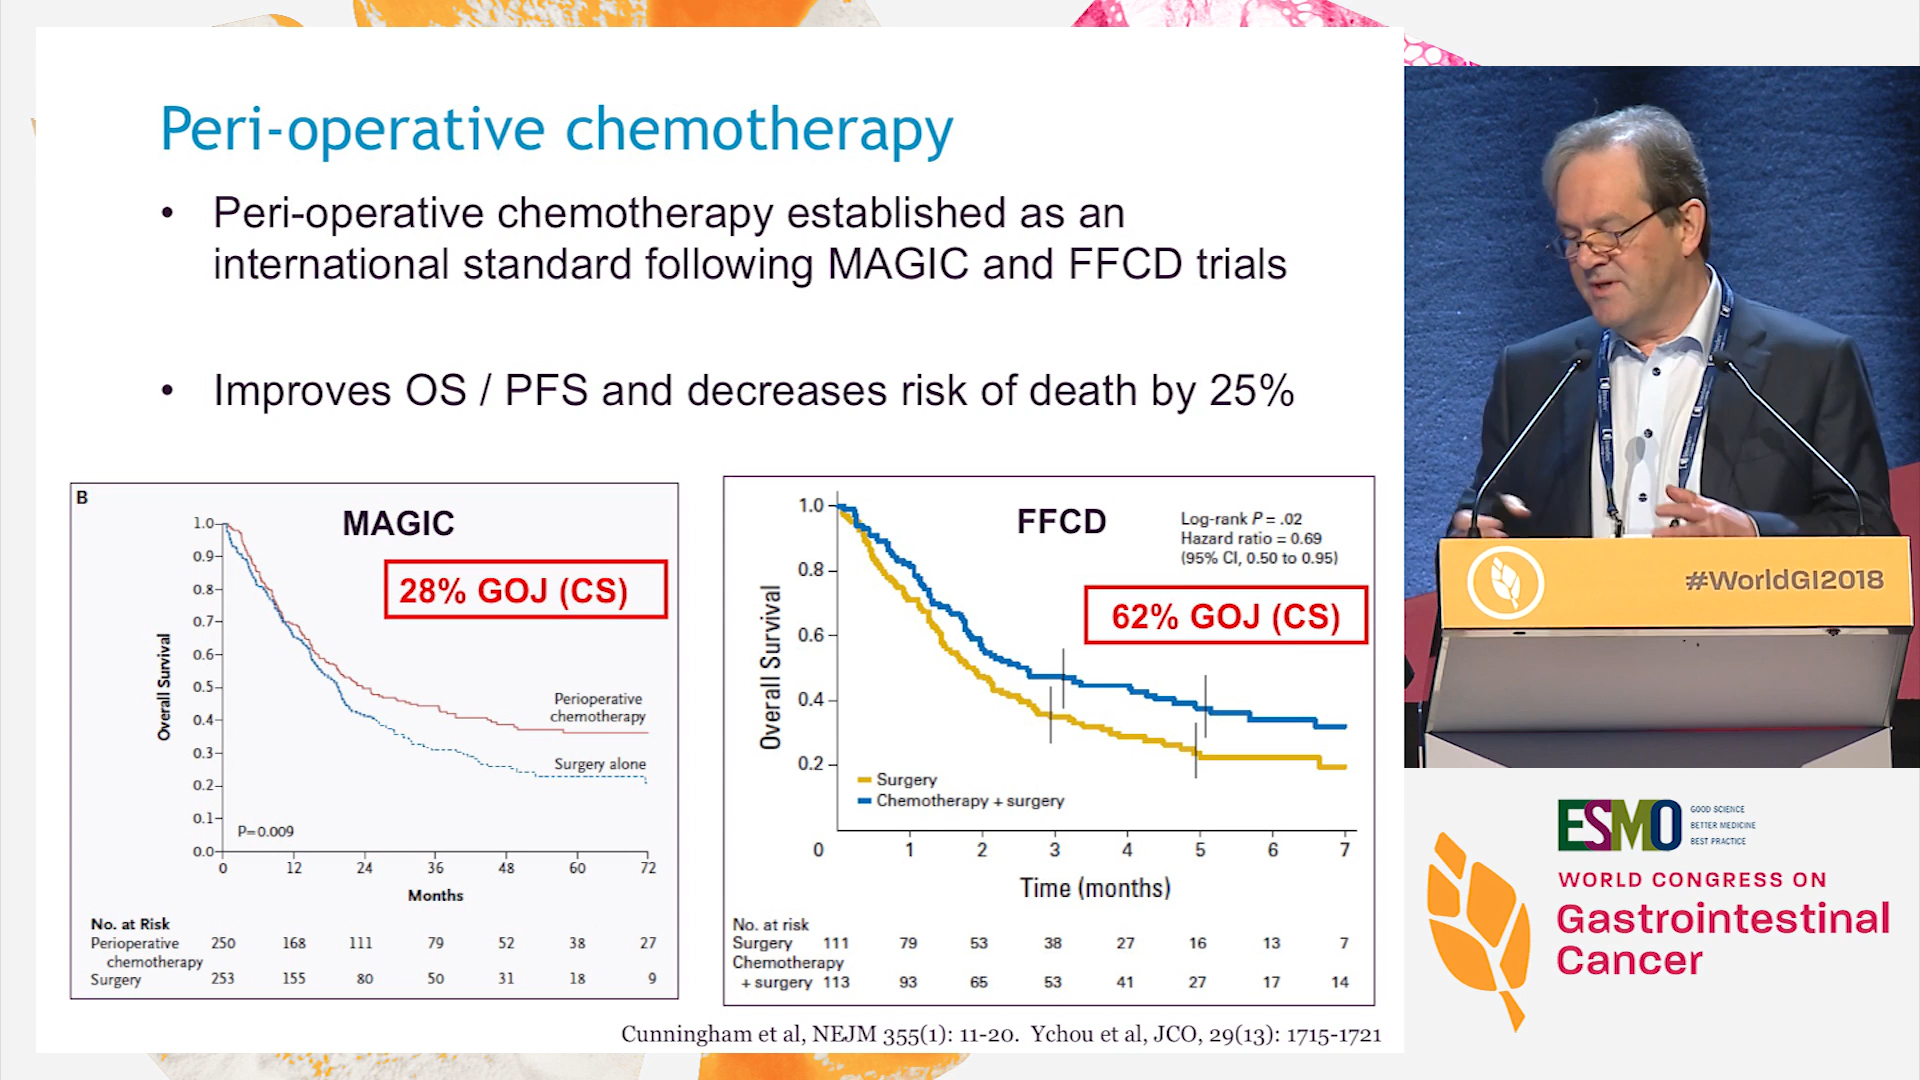 Peri-operative chemotherapy
• Peri-operative chemotherapy established as an
international standard following MAGIC and FFCD trials
• Improves OS / PFS and decreases risk of death by 25%
B
MAGIC
28% GOJ (CS)
Overall Survival
1.0
0.9
0.8
0.7
0.6
0.5
0.4
0.3
0.2
0.1
0.0
Perioperative
chemotherapy
Surgery alone
P=0.009
0 12 24 36 48 60 72
Months
No. at Risk
Perioperative 250 168 111 79 52 38 27
chemotherapy
Surgery 253 155 80 50 31 18 9
FFCD
Log-rank P = .02
Hazard ratio = 0.69
(95% CI, 0.50 to 0.95)
62% GOJ (CS)
Overall Survival
1.0
0.8
0.6
0.4
0.2
Surgery
Chemotherapy + surgery
0 1 2 3 4 5 6 7
Time (months)
No. at risk
Surgery 111 79 53 38 27 16 13 7
Chemotherapy
+ surgery 113 93 65 53 41 27 17 14
Cunningham et al, NEJM 355(1): 11-20. Ychou et al, JCO, 29(13): 1715-1721
#WorldGI2018
ESMO
GOOD SCIENCE
BETTER MEDICINE
BEST PRACTICE
WORLD CONGRESS ON
Gastrointestinal
Cancer